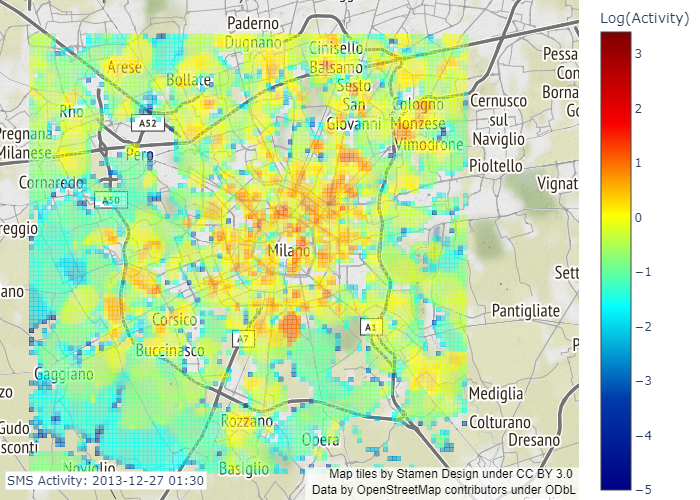 Log(Activity)
Paderno
Dugnano
Cinisello
Balsamo
Arese
Bollate
Sesto
San
Giovanni
Cologno
Monzese
Cernusco
sul
Naviglio
Pessa
Con
Borna
Go
Rho
A52
Pregnana
Milanese
Pero
Vimodrone
Pioltello
Cornaredo
A50
Vignat
reggio
Milano
Sett
ano
Pantigliate
Corsico
A7
A1
Buccinasco
P
Gaggiano
zo
Mediglia
Rozzano
Colturano
Gudo
sconti
Opera
Dresano
Noviglio
Basiglio
3
2
1
0
−1
−2
−3
−4
−5
SMS Activity: 2013-12-27 01:30
Map tiles by Stamen Design under CC BY 3.0
Data by OpenStreetMap contributors under ODbL